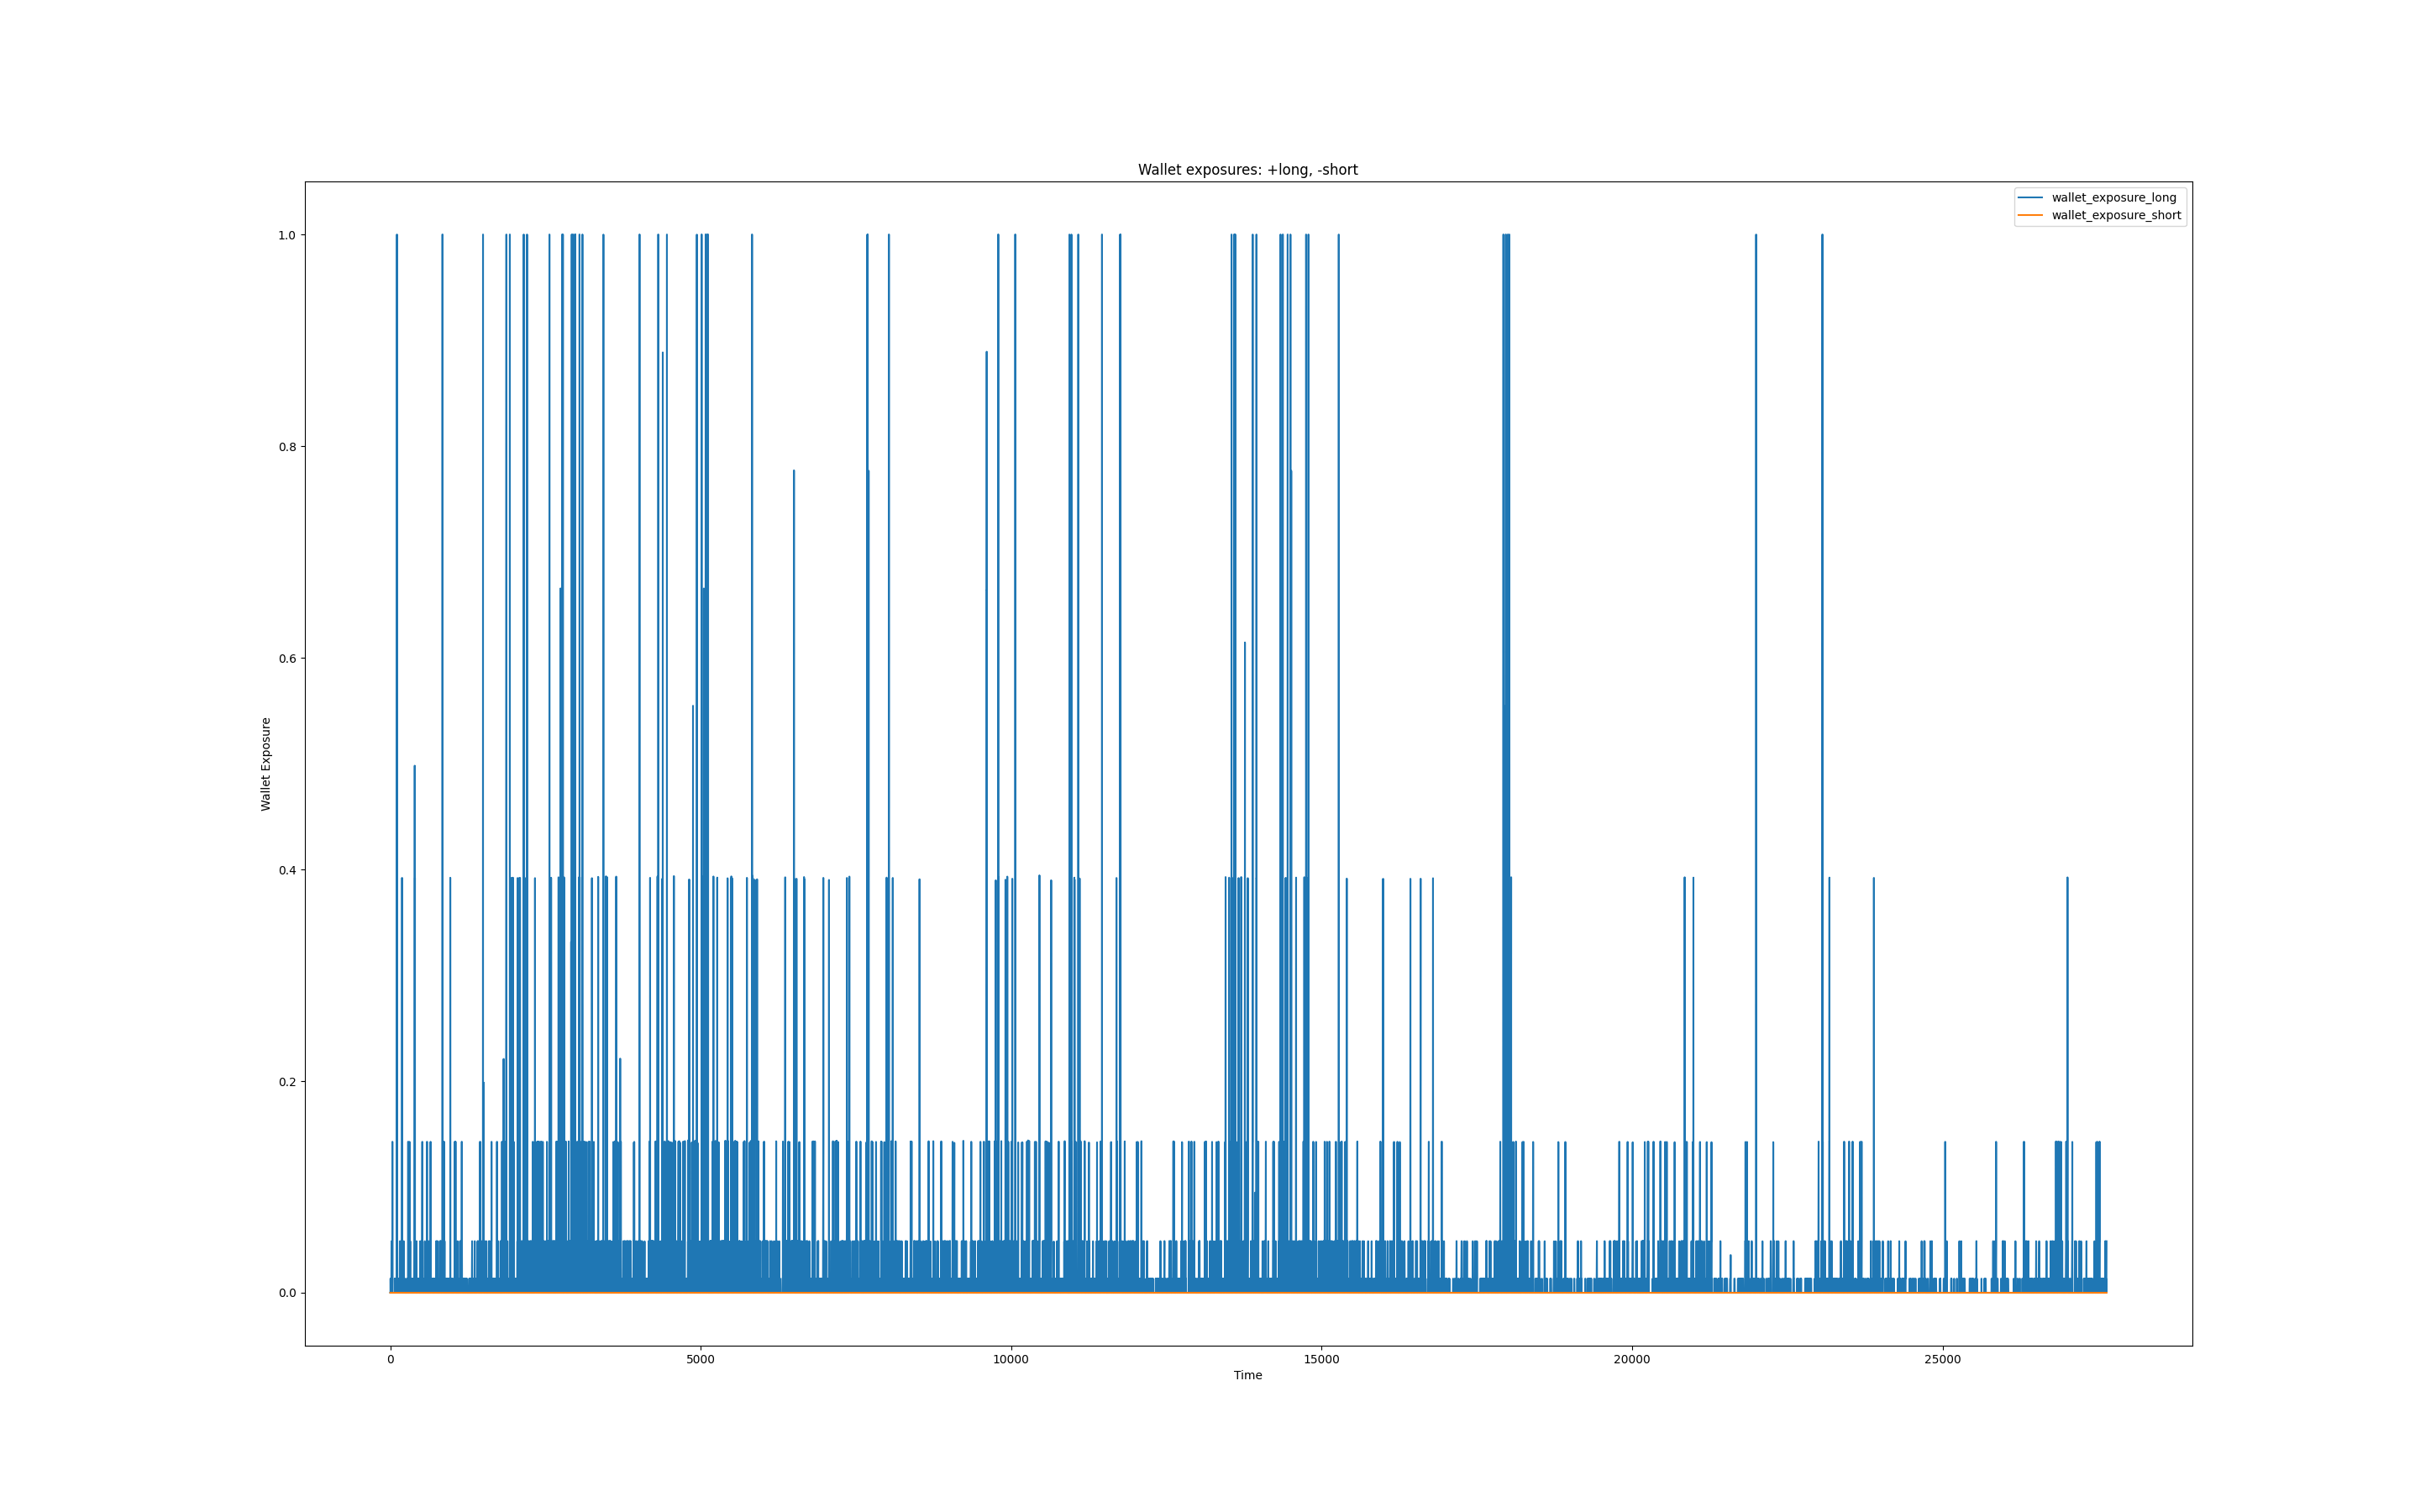 Wallet exposures: +long, -short
wallet_exposure_long
wallet_exposure_short
1.0
0.8
0.6
0.4
0.2
0.0
Wallet Exposure
0 5000 10000 15000 20000 25000
Time